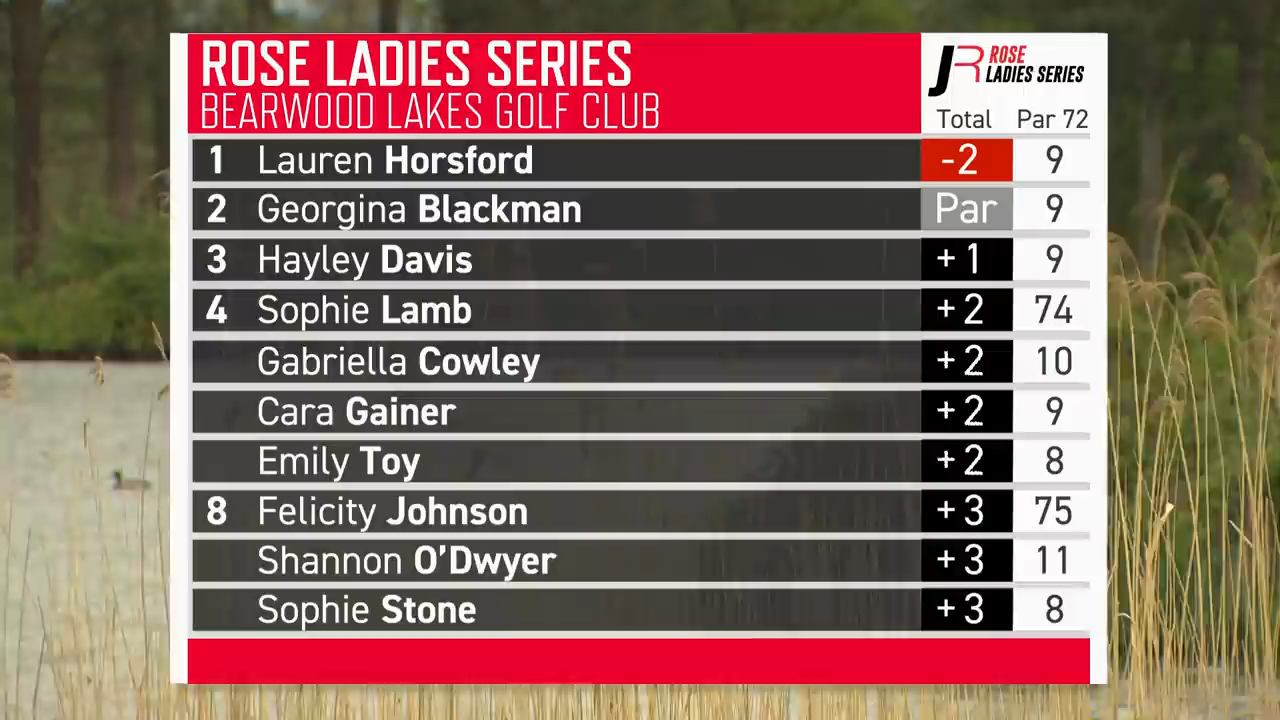 ROSE LADIES SERIES
BEARWOOD LAKES GOLF CLUB
JR ROSE
LADIES SERIES
Total Par 72
1 Lauren Horsford -2 9
2 Georgina Blackman Par 9
3 Hayley Davis +1 9
4 Sophie Lamb +2 74
Gabriella Cowley +2 10
Cara Gainer +2 9
Emily Toy +2 8
8 Felicity Johnson +3 75
Shannon O'Dwyer +3 11
Sophie Stone +3 8